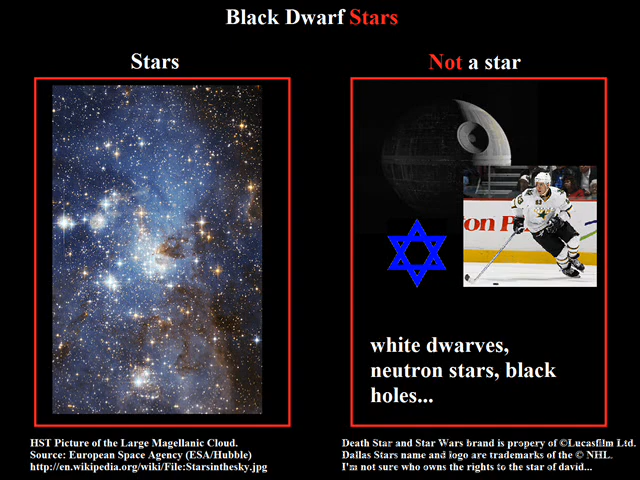 Black Dwarf Stars
Stars
Not a star
on P
white dwarves,
neutron stars, black
holes...
HST Picture of the Large Magellanic Cloud.
Source: European Space Agency (ESA/Hubble)
http://en.wikipedia.org/wiki/File:Starsinthesky.jpg
Death Star and Star Wars brand is propery of ©Lucasfilm Ltd.
Dallas Stars name and logo are trademarks of the © NHL.
I'm not sure who owns the rights to the star of david...